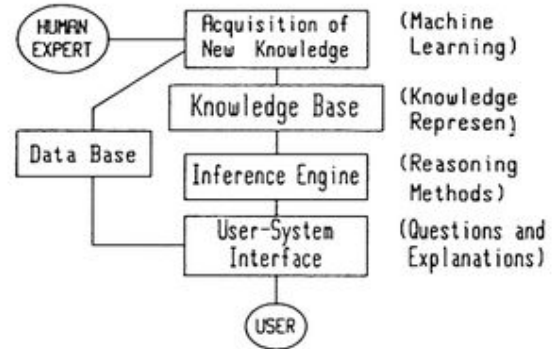 HUMAN
EXPERT
Acquisition of
New Knowledge
(Machine
Learning)
Knowledge Base
(Knowledge
Represen)
Data Base
Inference Engine
(Reasoning
Methods)
User-System
Interface
(Questions and
Explanations)
USER